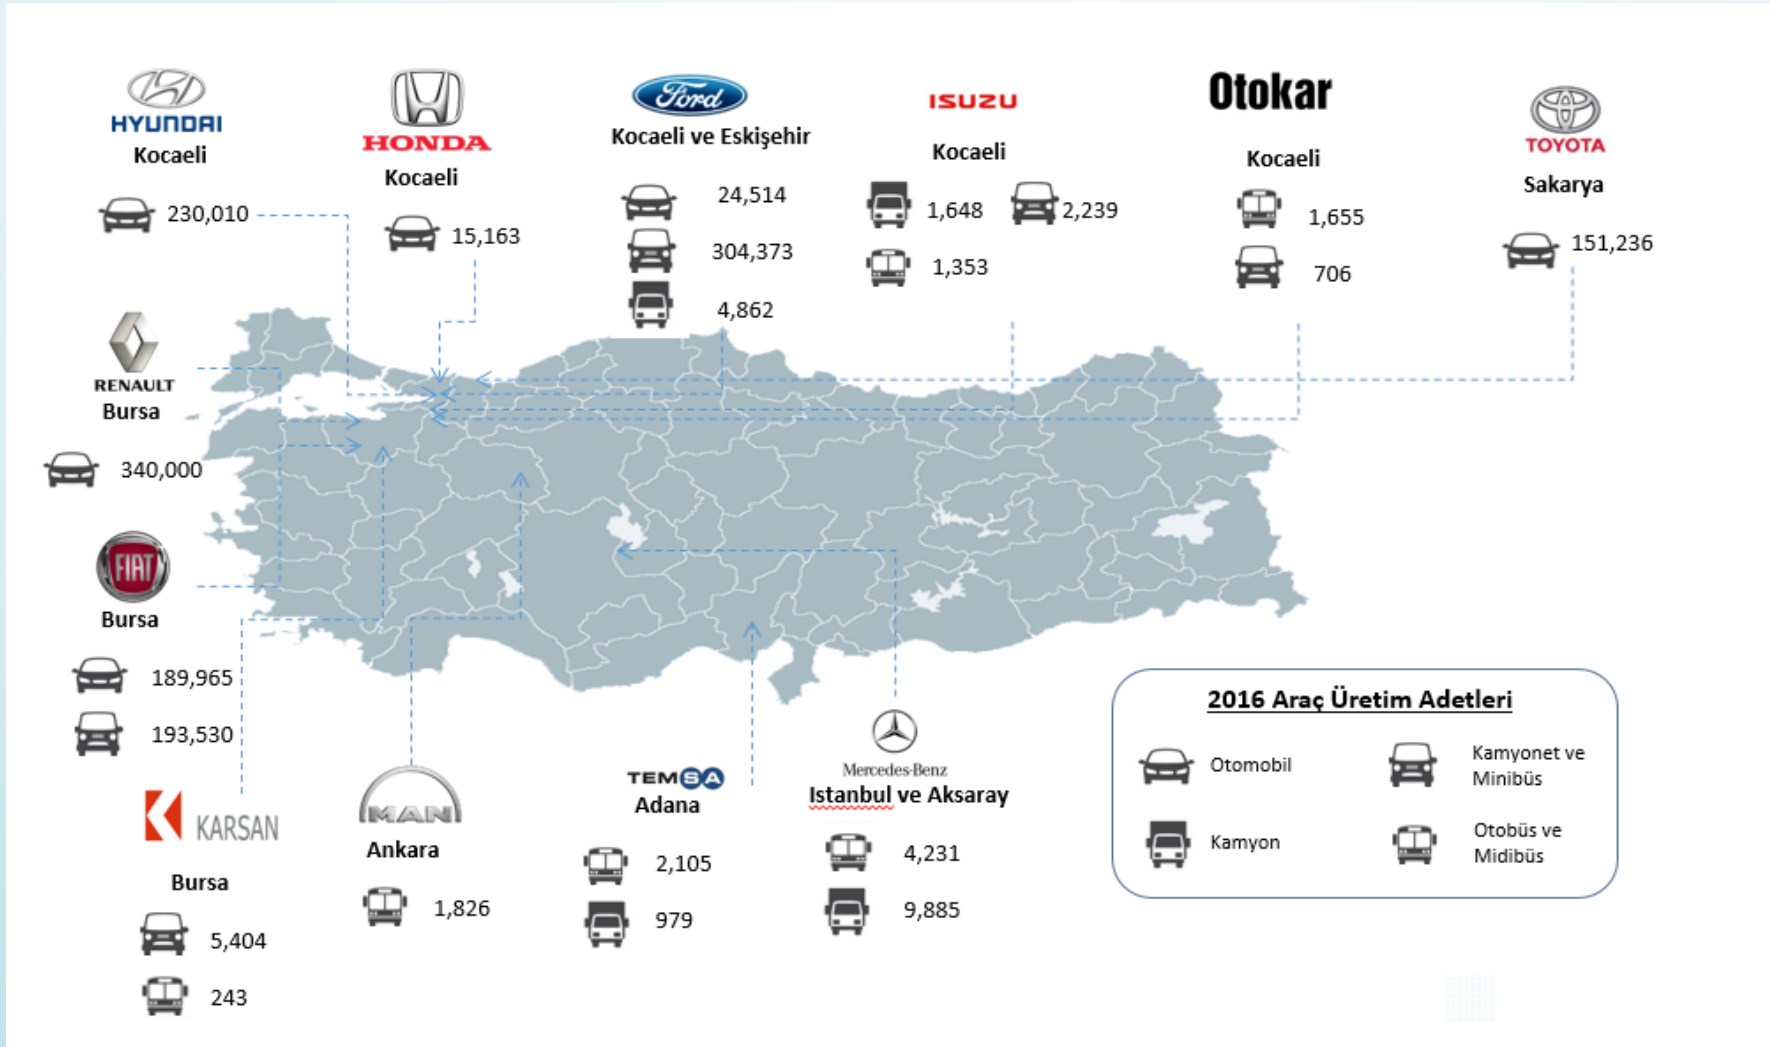 HYUNDAI
Kocaeli
230,010
HONDA
Kocaeli
15,163
Ford
Kocaeli ve Eskişehir
24,514
304,373
4,862
ISUZU
Kocaeli
1,648
2,239
1,353
Otokar
Kocaeli
1,655
706
TOYOTA
Sakarya
151,236
RENAULT
Bursa
340,000
FIAT
Bursa
189,965
193,530
KARSAN
Bursa
5,404
243
MAN
Ankara
1,826
TEMSA
Adana
2,105
979
Mercedes-Benz
Istanbul ve Aksaray
4,231
9,885
2016 Araç Üretim Adetleri
Otomobil
Kamyonet ve
Minibüs
Kamyon
Otobüs ve
Midibüs